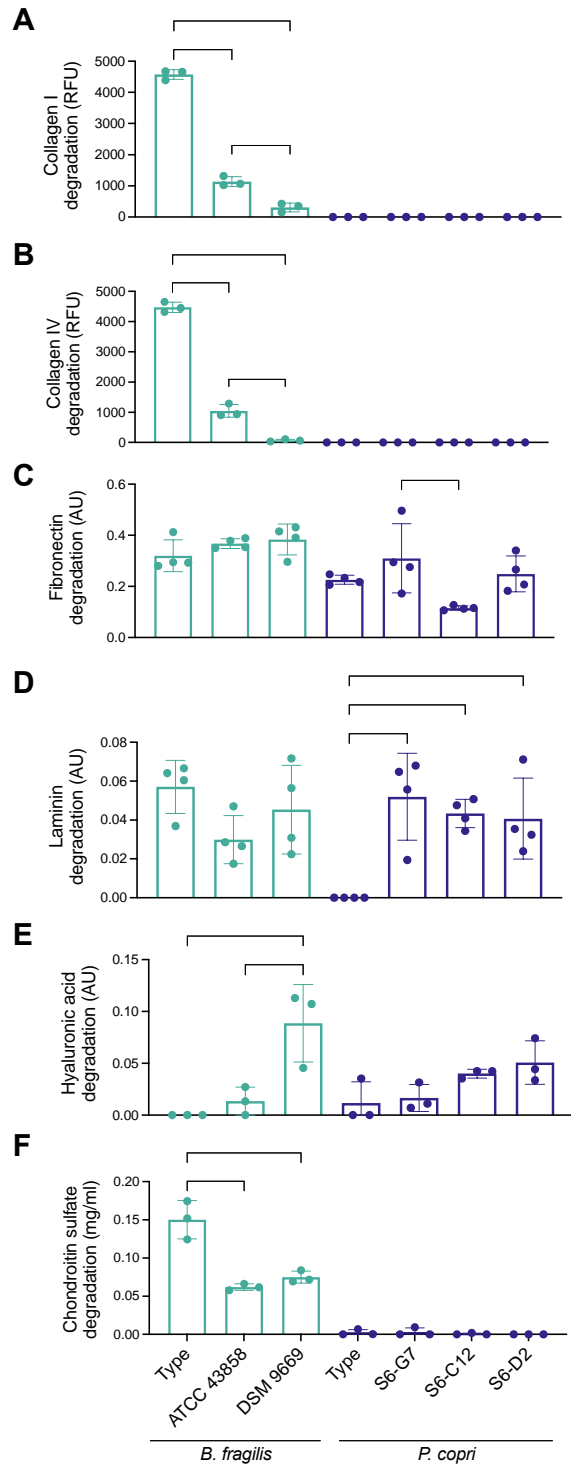 A
Collagen I
degradation (RFU)
5000
4000
3000
2000
1000
0
B
Collagen IV
degradation (RFU)
5000
4000
3000
2000
1000
0
C
Fibronectin
degradation (AU)
0.6
0.4
0.2
0.0
D
Laminin
degradation (AU)
0.08
0.06
0.04
0.02
0.00
E
Hyaluronic acid
degradation (AU)
0.15
0.10
0.05
0.00
F
Chondroitin sulfate
degradation (mg/ml)
0.20
0.15
0.10
0.05
0.00
Type
ATCC 43858
DSM 9669
Type
S6-G7
S6-C12
S6-D2
B. fragilis
P. copri